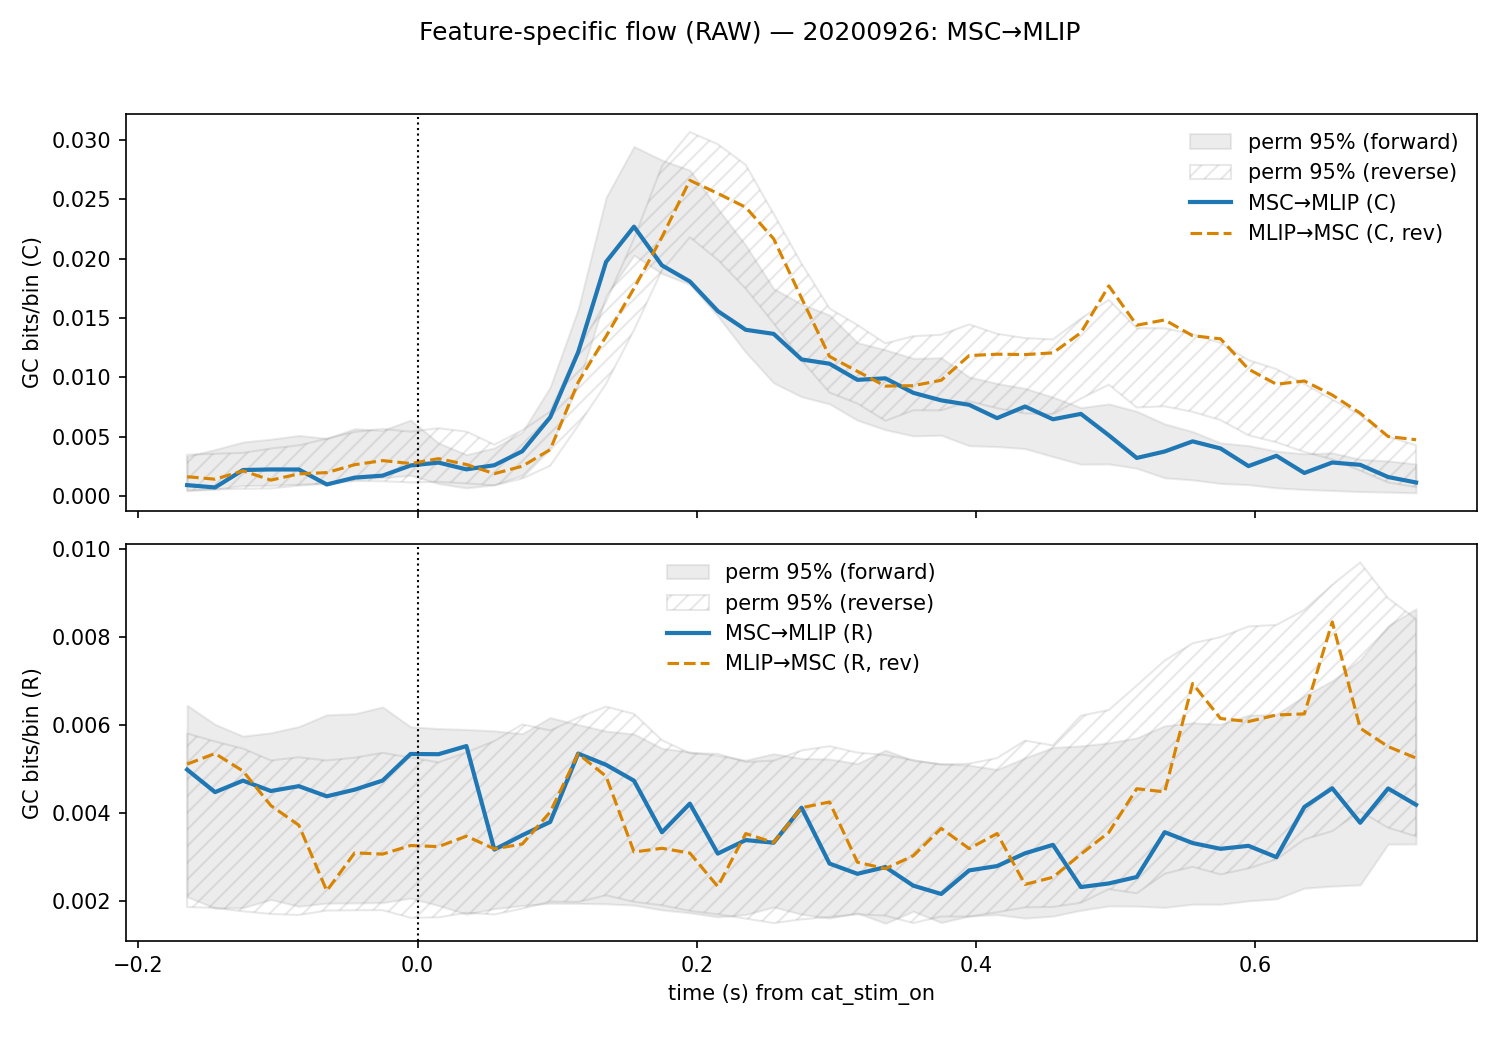 Feature-specific flow (RAW) — 20200926: MSC→MLIP
GC bits/bin (C)
0.030
0.025
0.020
0.015
0.010
0.005
0.000
perm 95% (forward)
perm 95% (reverse)
MSC→MLIP (C)
MLIP→MSC (C, rev)
GC bits/bin (R)
0.010
0.008
0.006
0.004
0.002
perm 95% (forward)
perm 95% (reverse)
MSC→MLIP (R)
MLIP→MSC (R, rev)
−0.2 0.0 0.2 0.4 0.6
time (s) from cat_stim_on